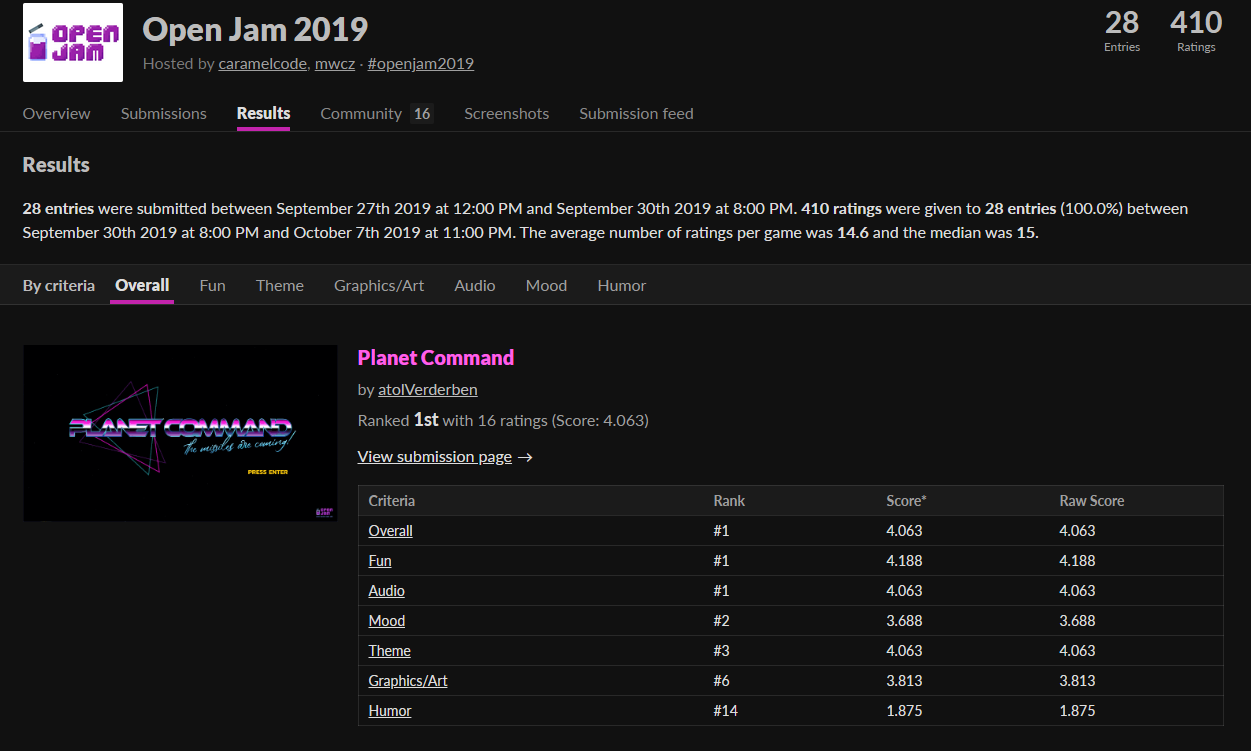 OPEN JAM
Open Jam 2019
Hosted by caramelcode, mwcz · #openjam2019
28 410
Entries Ratings
Overview Submissions Results Community 16 Screenshots Submission feed
Results
28 entries were submitted between September 27th 2019 at 12:00 PM and September 30th 2019 at 8:00 PM. 410 ratings were given to 28 entries (100.0%) between
September 30th 2019 at 8:00 PM and October 7th 2019 at 11:00 PM. The average number of ratings per game was 14.6 and the median was 15.
By criteria Overall Fun Theme Graphics/Art Audio Mood Humor
PLANET COMMAND
The missiles are coming!
PRESS ENTER
OPEN JAM
Planet Command
by atolVerderben
Ranked 1st with 16 ratings (Score: 4.063)
View submission page →
Criteria Rank Score* Raw Score
Overall #1 4.063 4.063
Fun #1 4.188 4.188
Audio #1 4.063 4.063
Mood #2 3.688 3.688
Theme #3 4.063 4.063
Graphics/Art #6 3.813 3.813
Humor #14 1.875 1.875